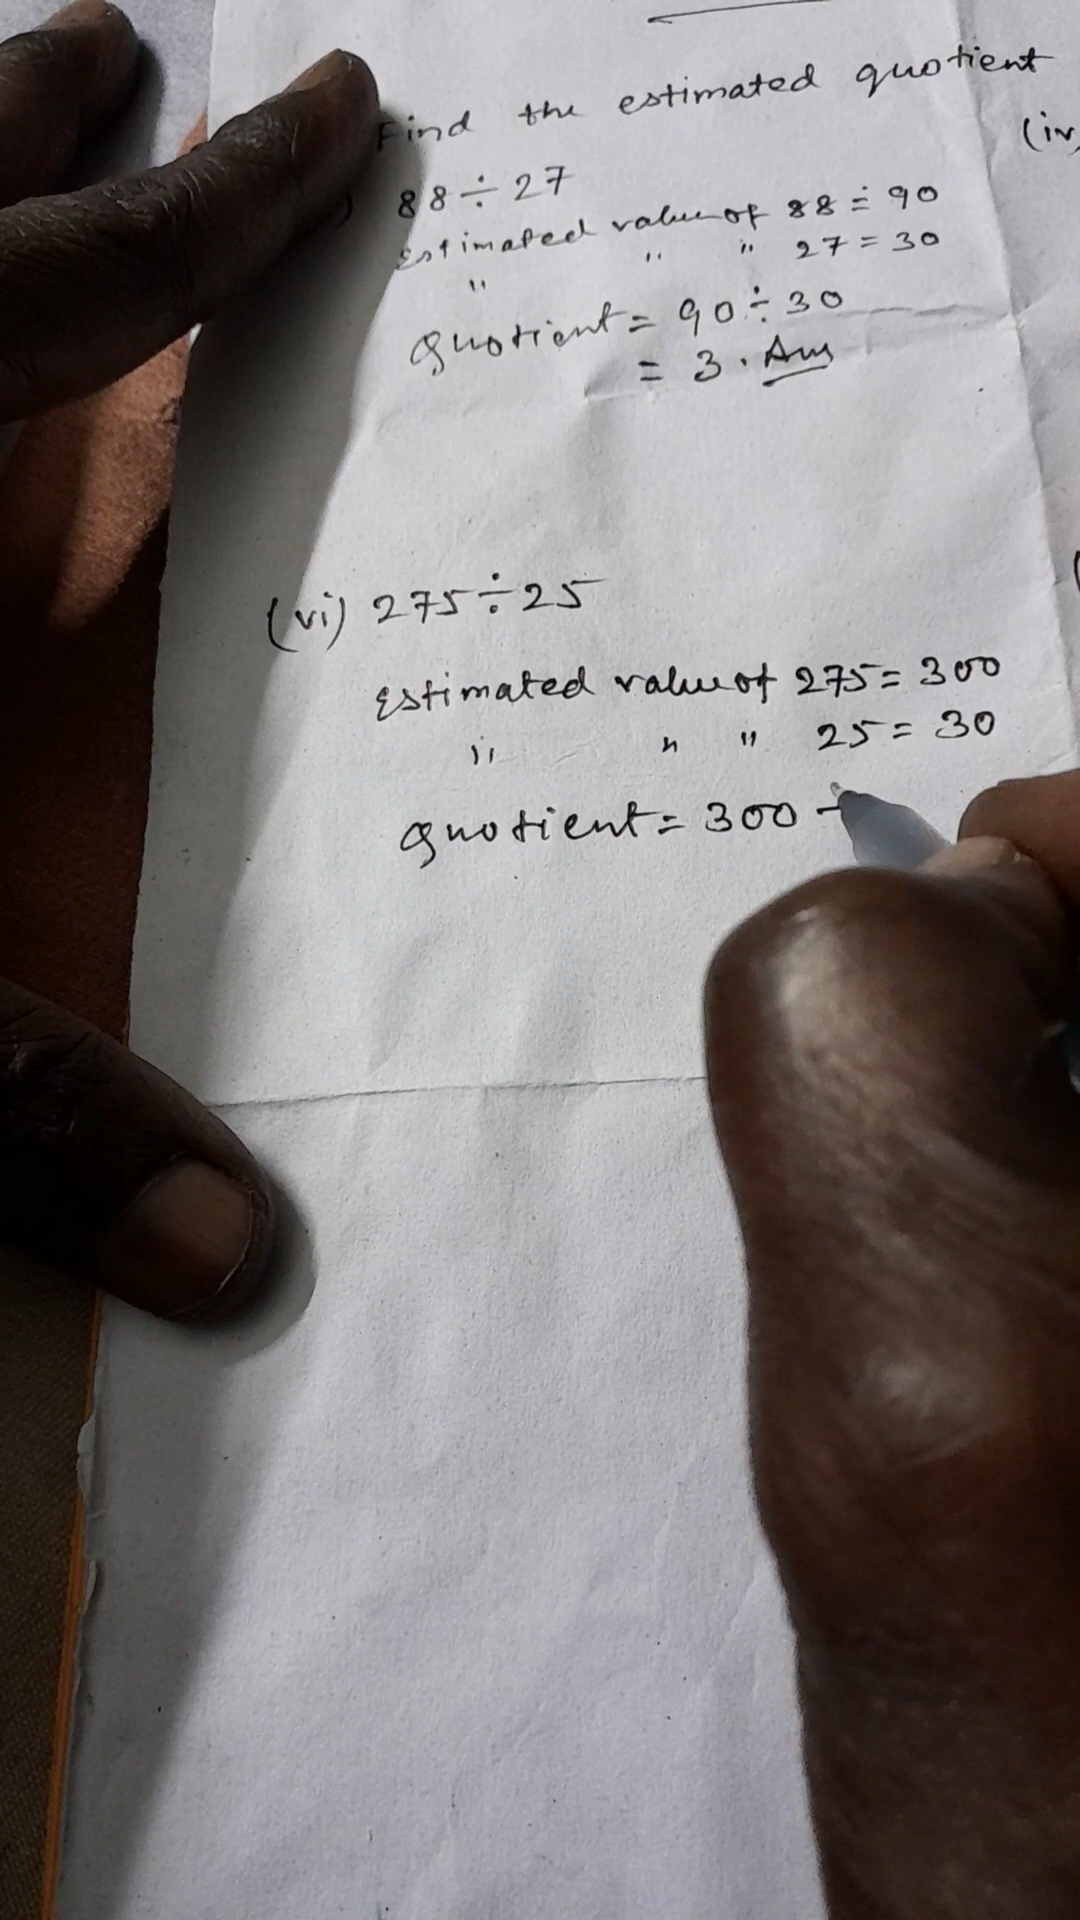 Find the estimated quotient
(iv)
) 88 ÷ 27
Estimated value of 88 = 90
" " " 27 = 30
Quotient = 90 ÷ 30
= 3 . Ans
(vi) 275 ÷ 25
Estimated value of 275 = 300
" " " 25 = 30
Quotient = 300 -